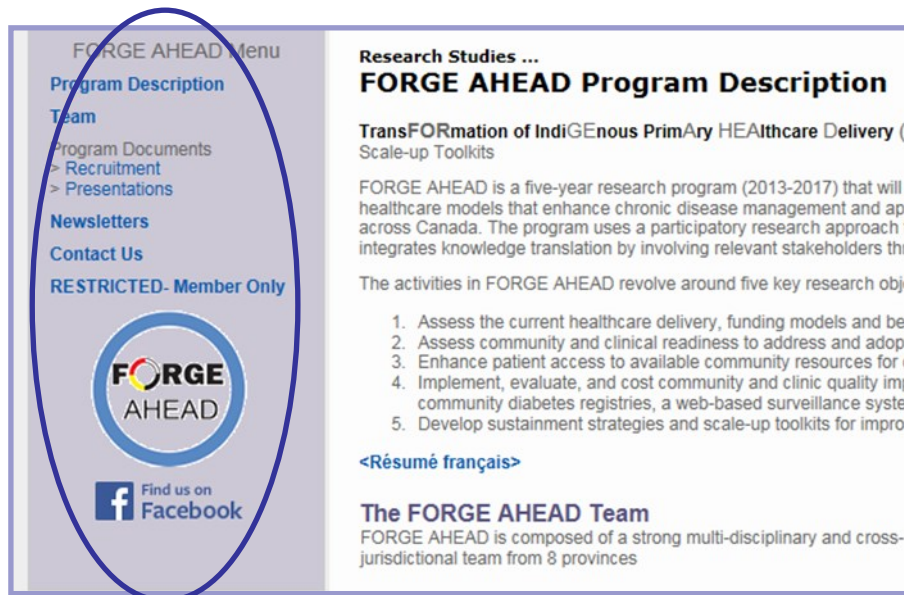 FORGE AHEAD Menu
Program Description
Team
Program Documents
> Recruitment
> Presentations
Newsletters
Contact Us
RESTRICTED- Member Only
FORGE
AHEAD
Find us on
Facebook
Research Studies ...
FORGE AHEAD Program Description
TransFORmation of IndiGEnous PrimAry HEAlthcare Delivery (
Scale-up Toolkits
FORGE AHEAD is a five-year research program (2013-2017) that will
healthcare models that enhance chronic disease management and ap
across Canada. The program uses a participatory research approach
integrates knowledge translation by involving relevant stakeholders thr
The activities in FORGE AHEAD revolve around five key research obj
1. Assess the current healthcare delivery, funding models and be
2. Assess community and clinical readiness to address and adop
3. Enhance patient access to available community resources for
4. Implement, evaluate, and cost community and clinic quality imp
community diabetes registries, a web-based surveillance syste
5. Develop sustainment strategies and scale-up toolkits for impro
<Résumé français>
The FORGE AHEAD Team
FORGE AHEAD is composed of a strong multi-disciplinary and cross-
jurisdictional team from 8 provinces